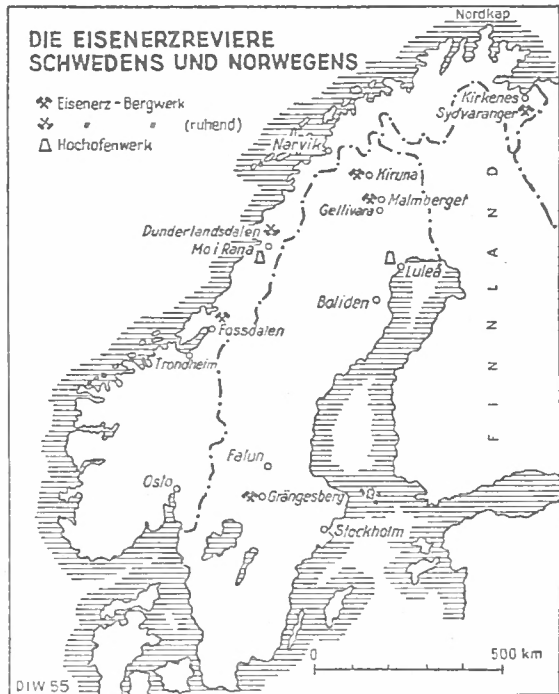 Nordkap
DIE EISENERZREVIERE
SCHWEDENS UND NORWEGENS
Eisenerz-Bergwerk
" " (ruhend)
Hochofenwerk
Kirkenes
Sydvaranger
Narvik
Kiruna
Malmberget
Gellivara
Dunderlandsdalen
Mo i Rana
Luleå
Boliden
Fossdalen
Trondheim
FINNLAND
Falun
Oslo
Grängesberg
Stockholm
0 500 km
DIW 55